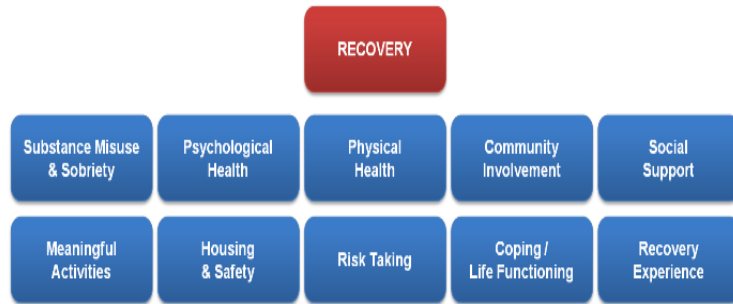 RECOVERY
Substance Misuse
& Sobriety
Psychological
Health
Physical
Health
Community
Involvement
Social
Support
Meaningful
Activities
Housing
& Safety
Risk Taking
Coping /
Life Functioning
Recovery
Experience